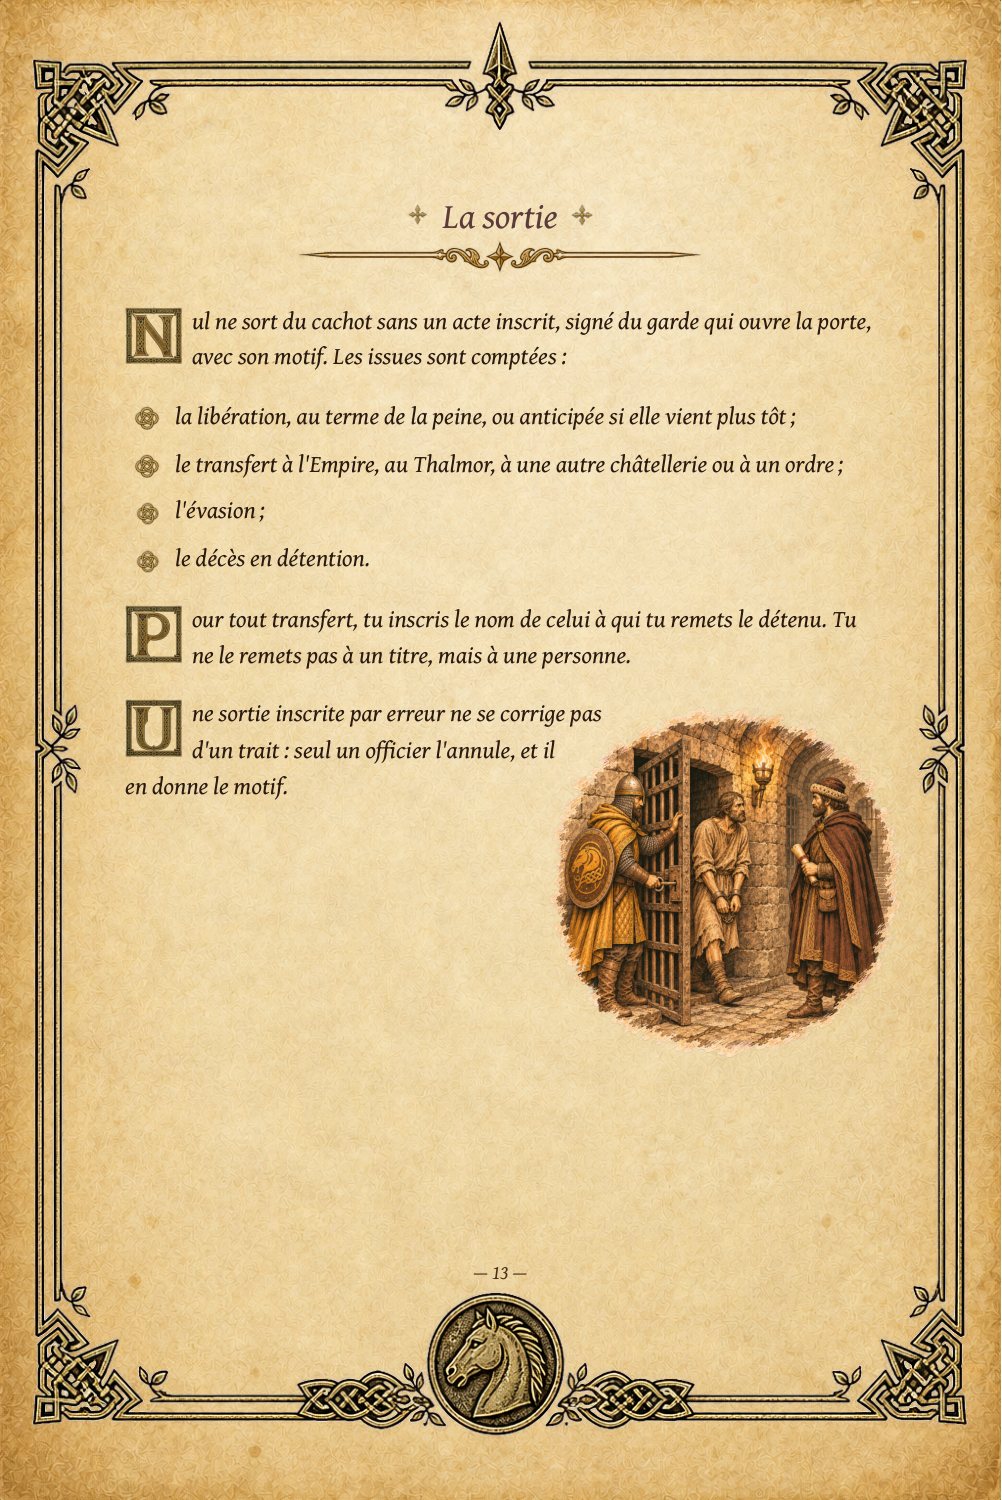 La sortie
Nul ne sort du cachot sans un acte inscrit, signé du garde qui ouvre la porte,
avec son motif. Les issues sont comptées :
la libération, au terme de la peine, ou anticipée si elle vient plus tôt ;
le transfert à l'Empire, au Thalmor, à une autre châtellerie ou à un ordre ;
l'évasion ;
le décès en détention.
Pour tout transfert, tu inscris le nom de celui à qui tu remets le détenu. Tu
ne le remets pas à un titre, mais à une personne.
Une sortie inscrite par erreur ne se corrige pas
d'un trait : seul un officier l'annule, et il
en donne le motif.
— 13 —